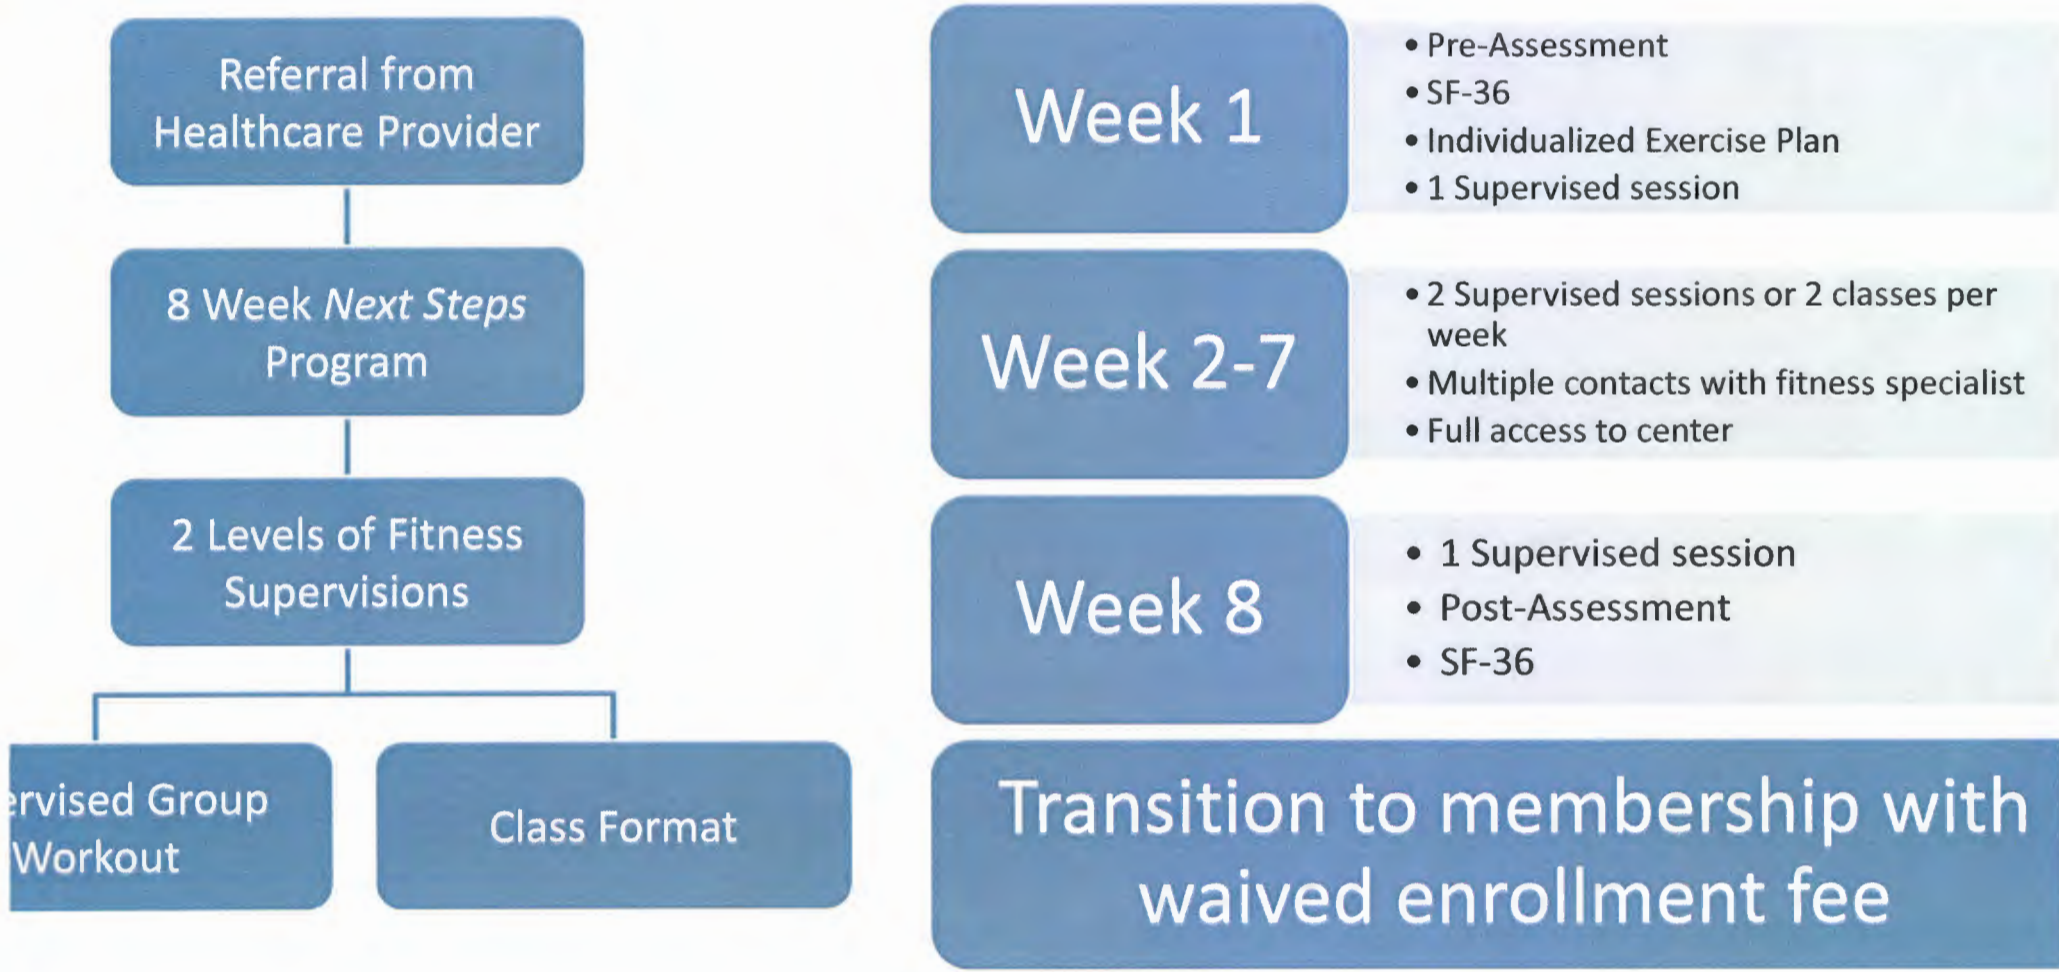 Referral from
Healthcare Provider
8 Week Next Steps
Program
2 Levels of Fitness
Supervisions
ervised Group
Workout
Class Format
Week 1
• Pre-Assessment
• SF-36
• Individualized Exercise Plan
• 1 Supervised session
Week 2-7
• 2 Supervised sessions or 2 classes per
week
• Multiple contacts with fitness specialist
• Full access to center
Week 8
• 1 Supervised session
• Post-Assessment
• SF-36
Transition to membership with
waived enrollment fee